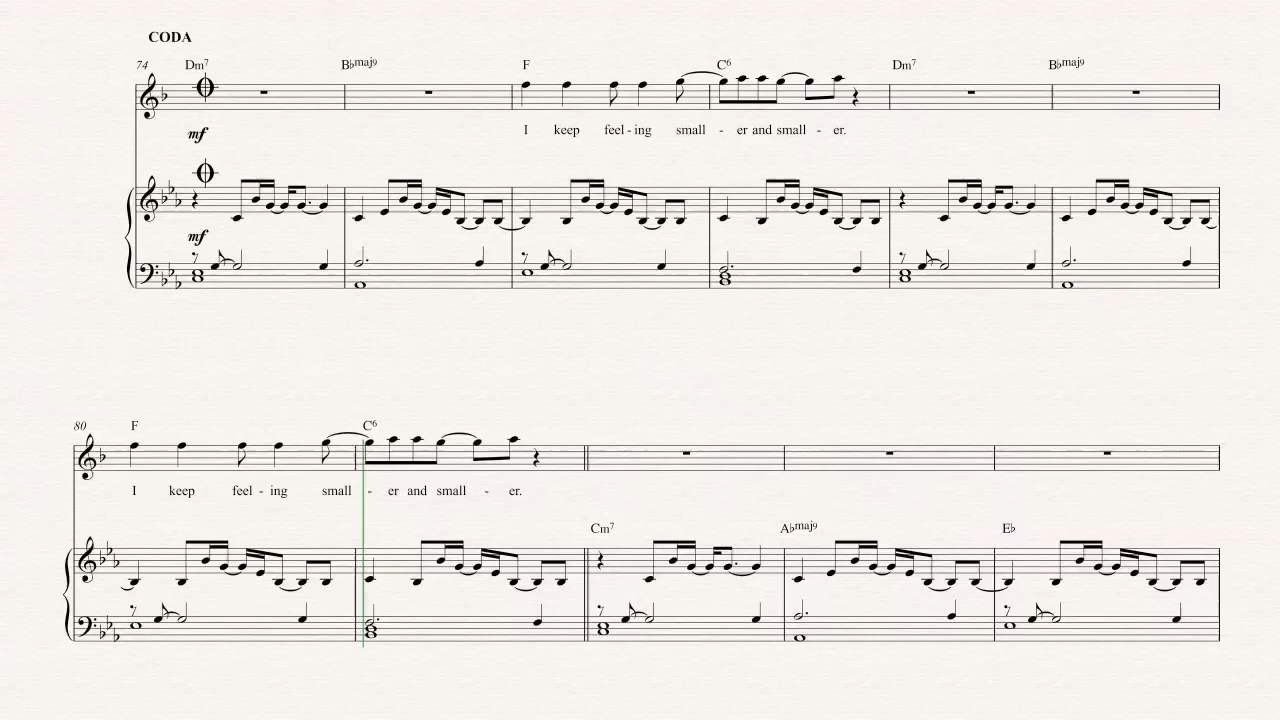 CODA
74 Dm7 B♭maj9 F C6 Dm7 B♭maj9
mf I keep feel - ing small - er and small - er.
mf
80 F C6
I keep feel - ing small - er and small - er.
Cm7 A♭maj9 E♭